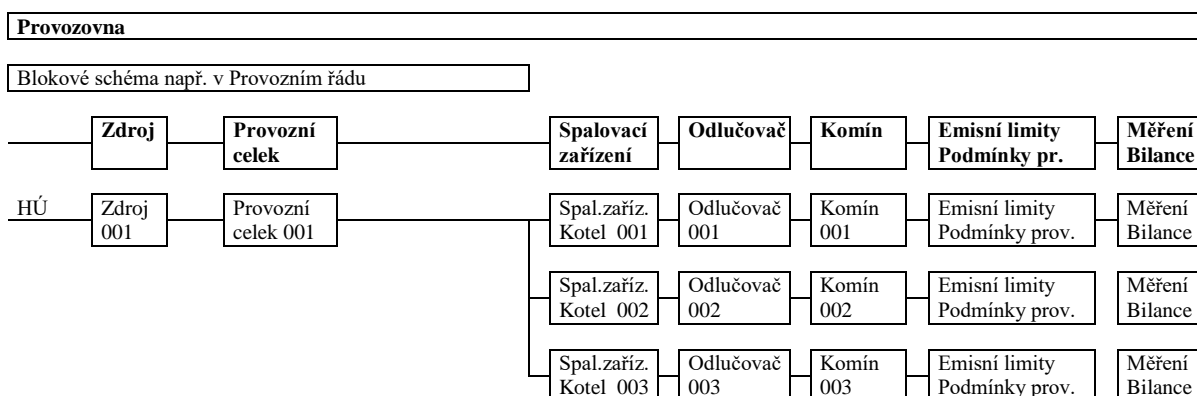 Provozovna
Blokové schéma např. v Provozním řádu
Zdroj
Provozní
celek
Spalovací
zařízení
Odlučovač
Komín
Emisní limity
Podmínky pr.
Měření
Bilance
HÚ
Zdroj
001
Provozní
celek 001
Spal.zaříz.
Kotel 001
Odlučovač
001
Komín
001
Emisní limity
Podmínky prov.
Měření
Bilance
Spal.zaříz.
Kotel 002
Odlučovač
002
Komín
002
Emisní limity
Podmínky prov.
Měření
Bilance
Spal.zaříz.
Kotel 003
Odlučovač
003
Komín
003
Emisní limity
Podmínky prov.
Měření
Bilance